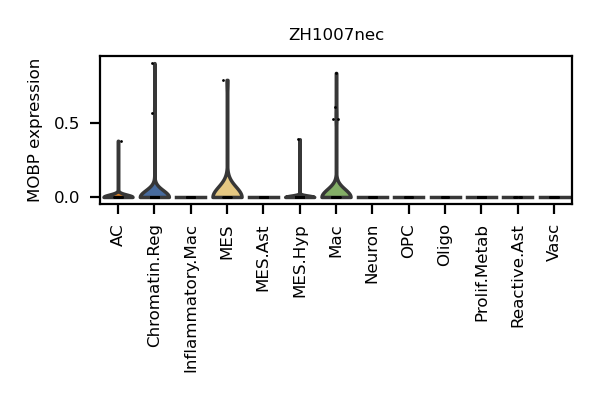 ZH1007nec
MOBP expression
0.5
0.0
AC
Chromatin.Reg
Inflammatory.Mac
MES
MES.Ast
MES.Hyp
Mac
Neuron
OPC
Oligo
Prolif.Metab
Reactive.Ast
Vasc